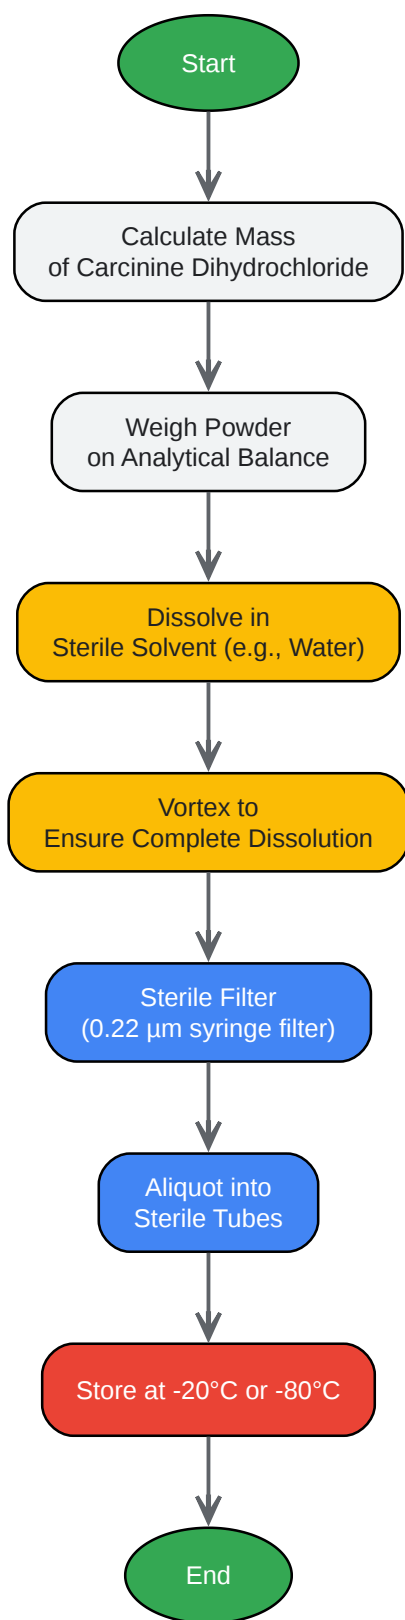 Start
Calculate Mass
of Carcinine Dihydrochloride
Weigh Powder
on Analytical Balance
Dissolve in
Sterile Solvent (e.g., Water)
Vortex to
Ensure Complete Dissolution
Sterile Filter
(0.22 µm syringe filter)
Aliquot into
Sterile Tubes
Store at -20°C or -80°C
End